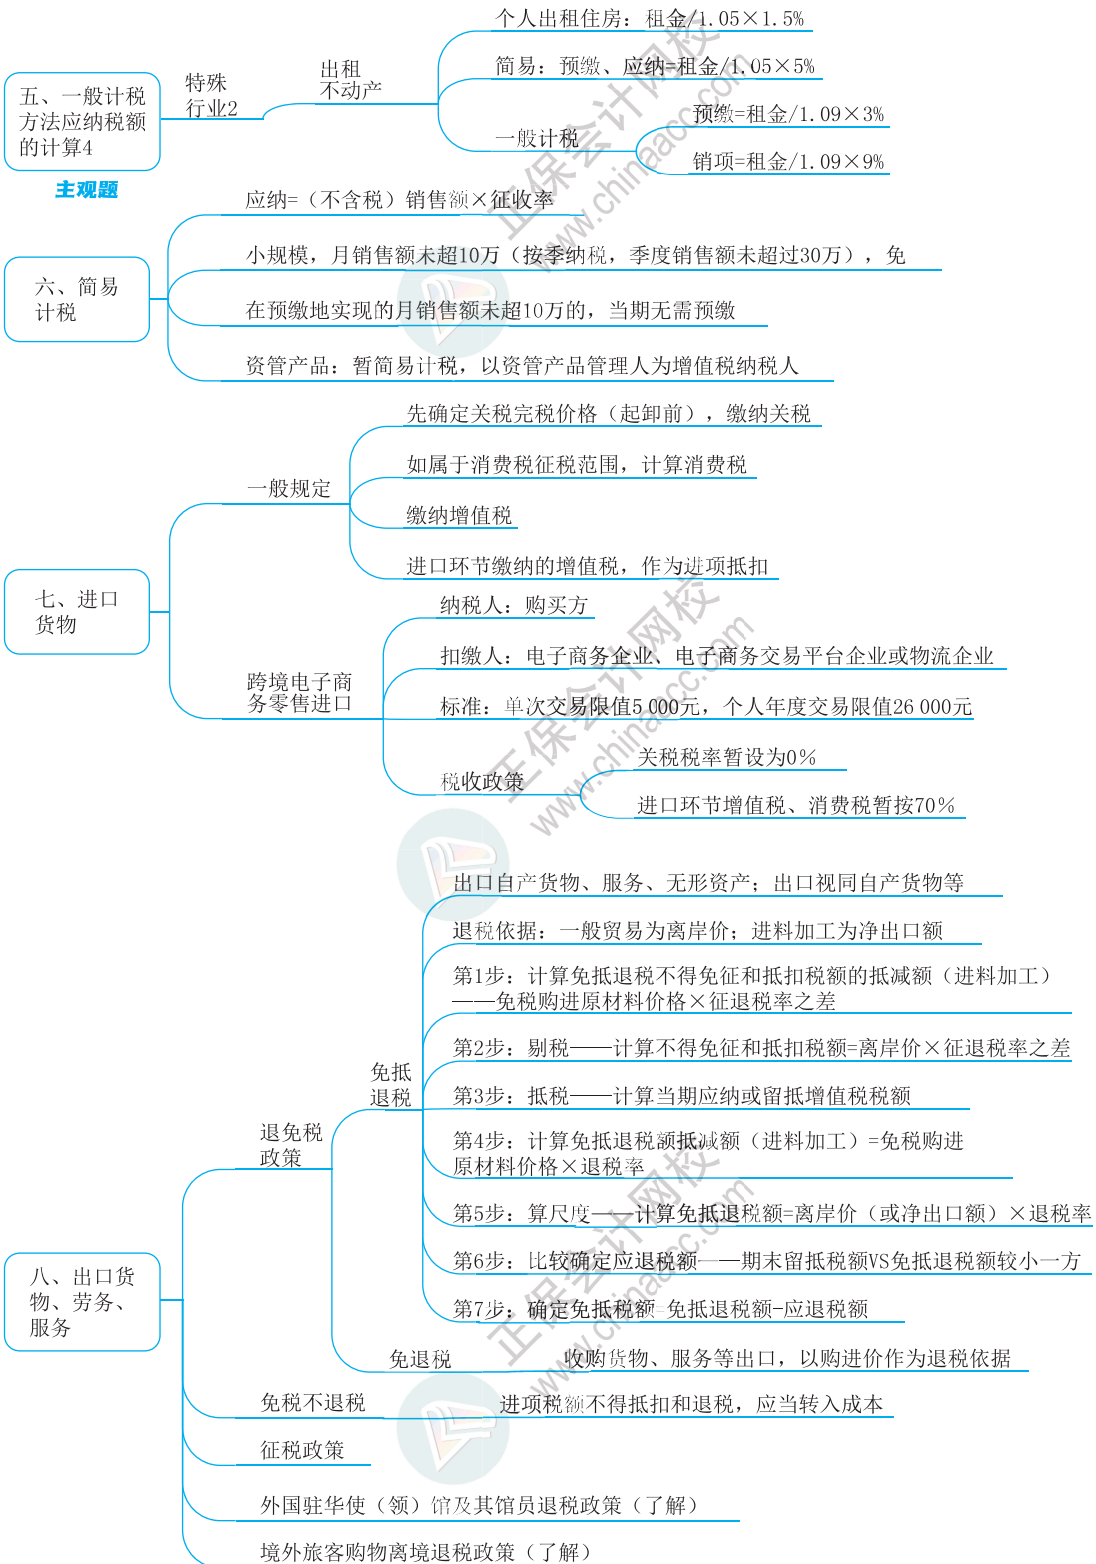 五、一般计税
方法应纳税额
的计算4
主观题
特殊
行业2
出租
不动产
个人出租住房：租金/1.05×1.5%
简易：预缴、应纳=租金/1.05×5%
一般计税
预缴=租金/1.09×3%
销项=租金/1.09×9%
六、简易
计税
应纳=（不含税）销售额×征收率
小规模，月销售额未超10万（按季纳税，季度销售额未超过30万），免
在预缴地实现的月销售额未超10万的，当期无需预缴
资管产品：暂简易计税，以资管产品管理人为增值税纳税人
七、进口
货物
一般规定
先确定关税完税价格（起卸前），缴纳关税
如属于消费税征税范围，计算消费税
缴纳增值税
进口环节缴纳的增值税，作为进项抵扣
跨境电子商
务零售进口
纳税人：购买方
扣缴人：电子商务企业、电子商务交易平台企业或物流企业
标准：单次交易限值5 000元，个人年度交易限值26 000元
税收政策
关税税率暂设为0%
进口环节增值税、消费税暂按70%
八、出口货
物、劳务、
服务
退免税
政策
免抵
退税
出口自产货物、服务、无形资产；出口视同自产货物等
退税依据：一般贸易为离岸价；进料加工为净出口额
第1步：计算免抵退税不得免征和抵扣税额的抵减额（进料加工）
——免税购进原材料价格×征退税率之差
第2步：剔税——计算不得免征和抵扣税额=离岸价×征退税率之差
第3步：抵税——计算当期应纳或留抵增值税税额
第4步：计算免抵退税额抵减额（进料加工）=免税购进
原材料价格×退税率
第5步：算尺度——计算免抵退税额=离岸价（或净出口额）×退税率
第6步：比较确定应退税额——期末留抵税额VS免抵退税额较小一方
第7步：确定免抵税额=免抵退税额-应退税额
免退税
收购货物、服务等出口，以购进价作为退税依据
免税不退税
进项税额不得抵扣和退税，应当转入成本
征税政策
外国驻华使（领）馆及其馆员退税政策（了解）
境外旅客购物离境退税政策（了解）
正保会计网校
www.chinaacc.com
正保会计网校
www.chinaacc.com
正保会计网校
www.chinaacc.com